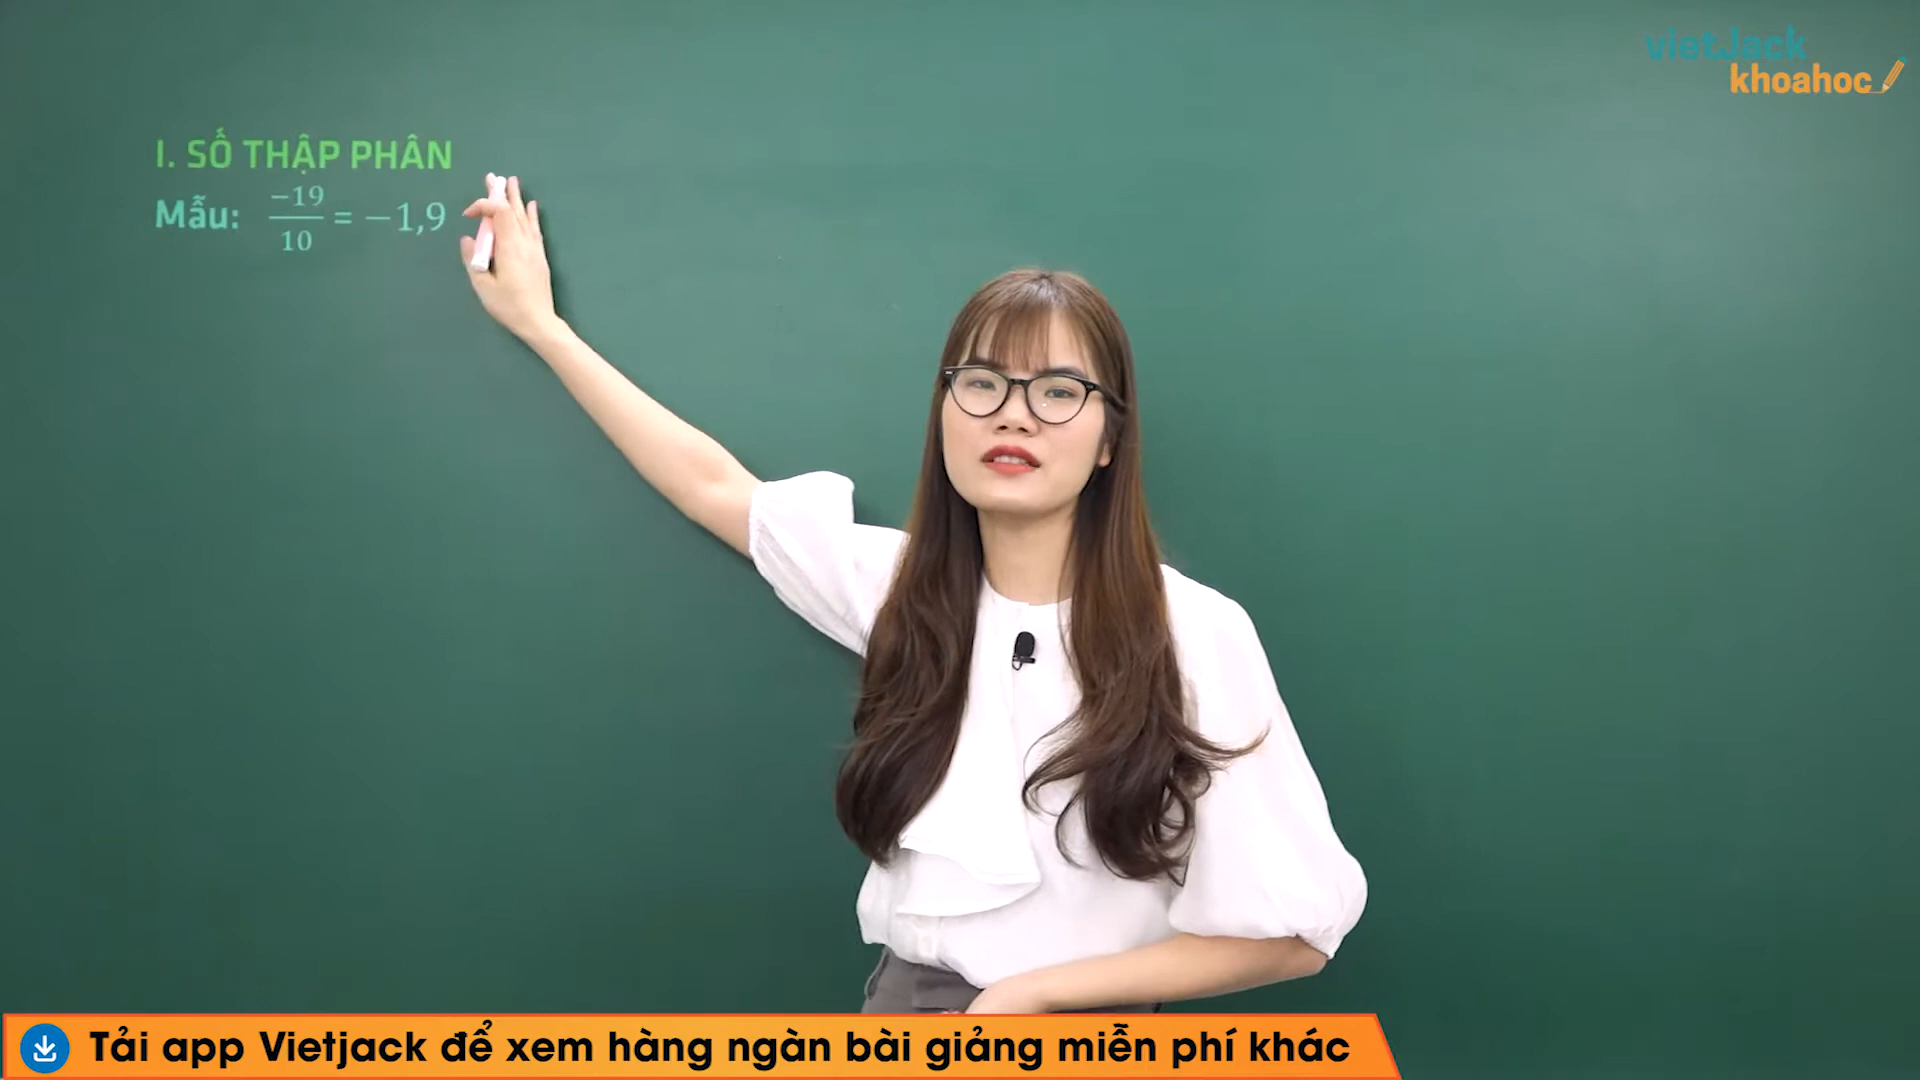 vietJack
khoahoc
I. SỐ THẬP PHÂN
Mẫu: −19/10 = −1,9
Tải app Vietjack để xem hàng ngàn bài giảng miễn phí khác